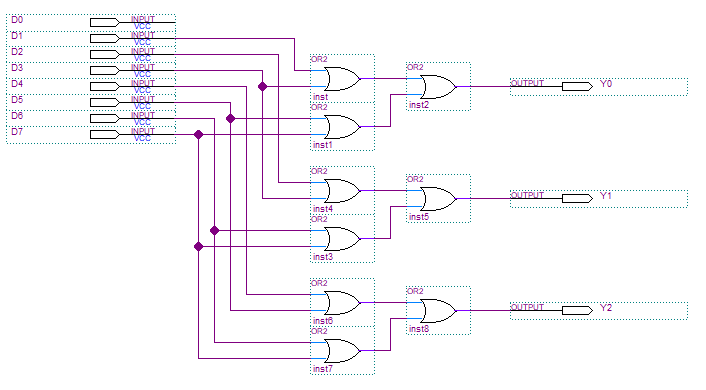 D0 INPUT
VCC
D1 INPUT
VCC
D2 INPUT
VCC
D3 INPUT
VCC
D4 INPUT
VCC
D5 INPUT
VCC
D6 INPUT
VCC
D7 INPUT
VCC
OR2
inst
OR2
inst1
OR2
inst2
OUTPUT Y0
OR2
inst4
OR2
inst3
OR2
inst5
OUTPUT Y1
OR2
inst6
OR2
inst7
OR2
inst8
OUTPUT Y2